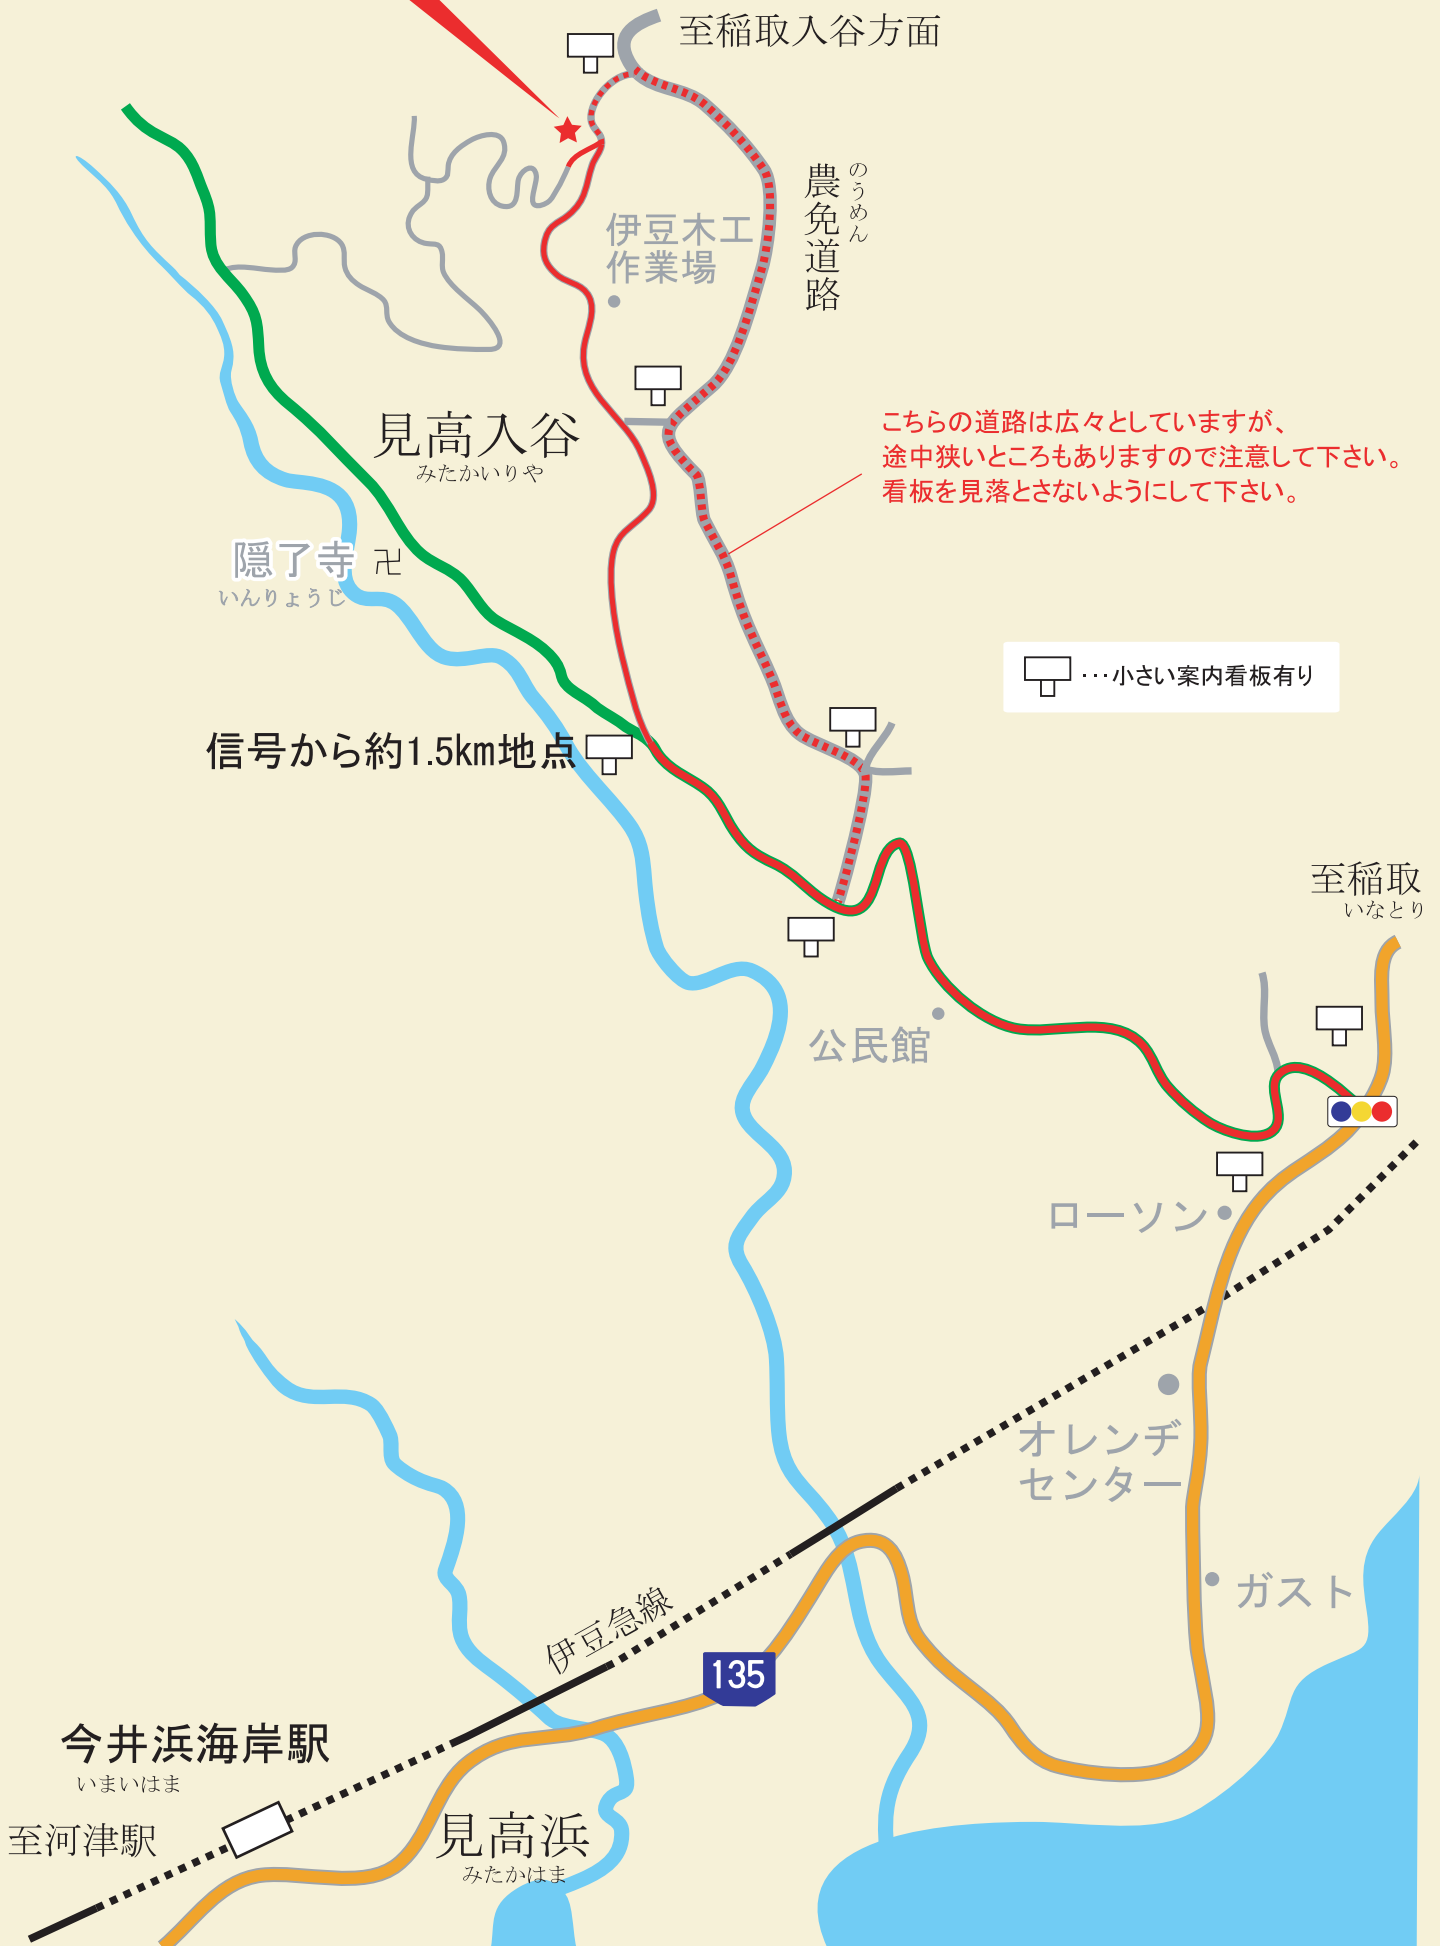 至稲取入谷方面
農免道路
のうめん
伊豆木工
作業場
見高入谷
みたかいりや
こちらの道路は広々としていますが、
途中狭いところもありますので注意して下さい。
看板を見落とさないようにして下さい。
隠了寺
卍
いんりょうじ
…小さい案内看板有り
信号から約1.5km地点
至稲取
いなとり
公民館
ローソン
オレンヂ
センター
ガスト
伊豆急線
135
今井浜海岸駅
いまいはま
至河津駅
見高浜
みたかはま